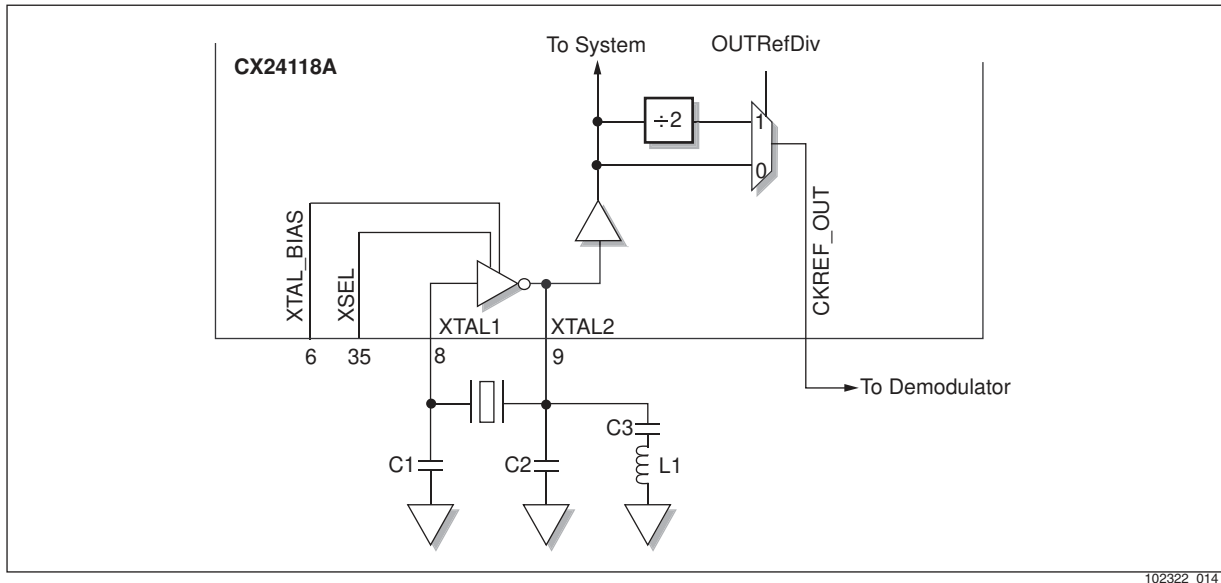 To System
OUTRefDiv
CX24118A
÷2
1
0
XTAL_BIAS
XSEL
CKREF_OUT
XTAL1
XTAL2
6
35
8
9
To Demodulator
C3
C1
C2
L1
102322_014